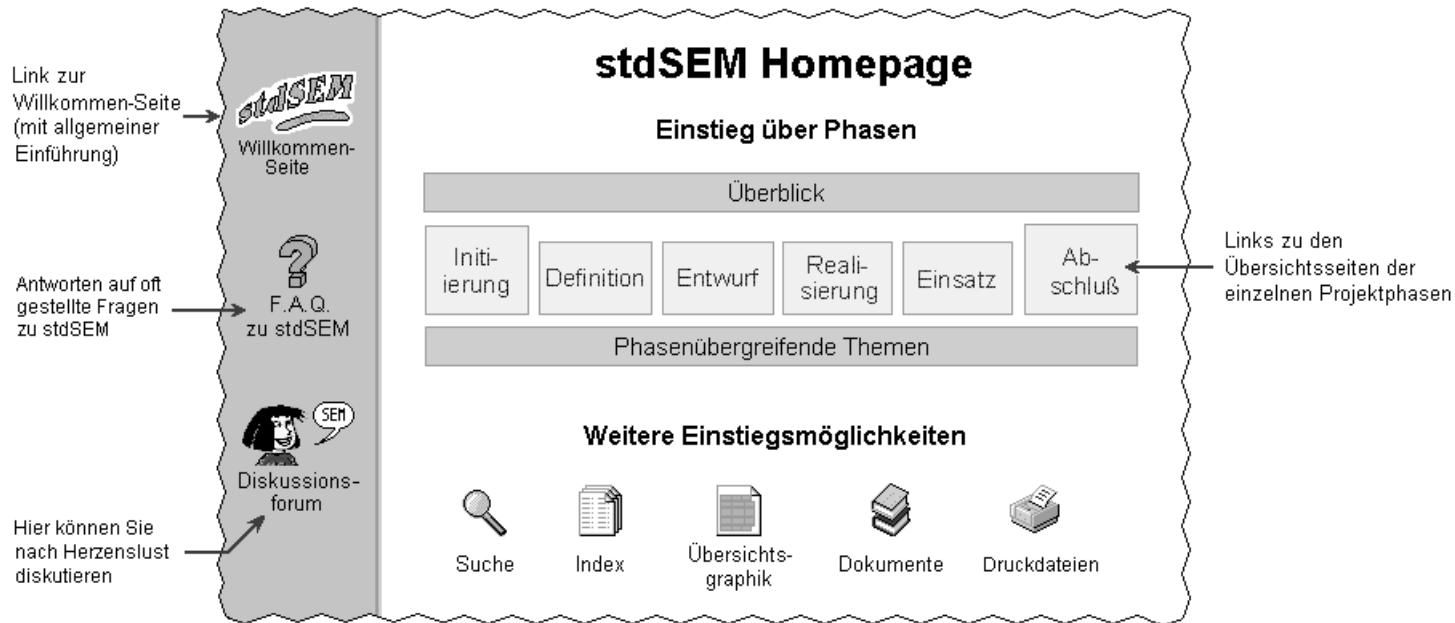 stdSEM Homepage
Einstieg über Phasen
Link zur
Willkommen-Seite
(mit allgemeiner
Einführung)
stdSEM
Willkommen-
Seite
Überblick
Initi-
ierung
Definition
Entwurf
Reali-
sierung
Einsatz
Ab-
schluß
Links zu den
Übersichtsseiten der
einzelnen Projektphasen
Antworten auf oft
gestellte Fragen
zu stdSEM
?
F.A.Q.
zu stdSEM
Phasenübergreifende Themen
SEM
Diskussions-
forum
Hier können Sie
nach Herzenslust
diskutieren
Weitere Einstiegsmöglichkeiten
Suche
Index
Übersichts-
graphik
Dokumente
Druckdateien